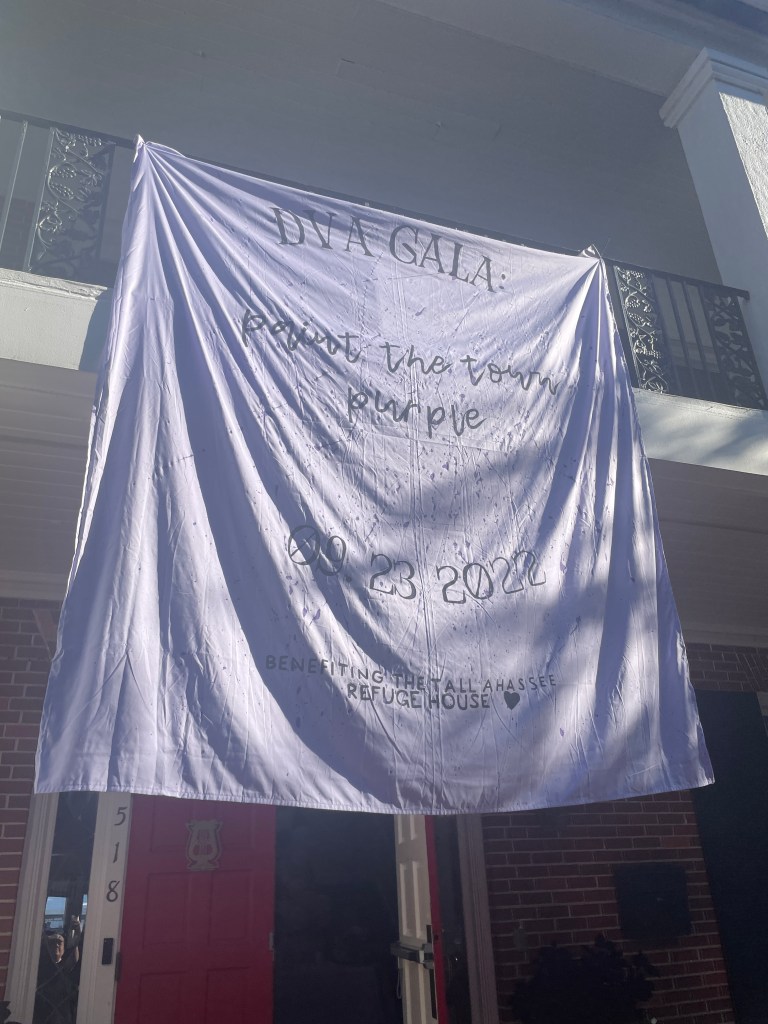 DVA GALA:
paint the town
purple
09. 23 2022
BENEFITING THE TALLAHASSEE
REFUGE HOUSE
518